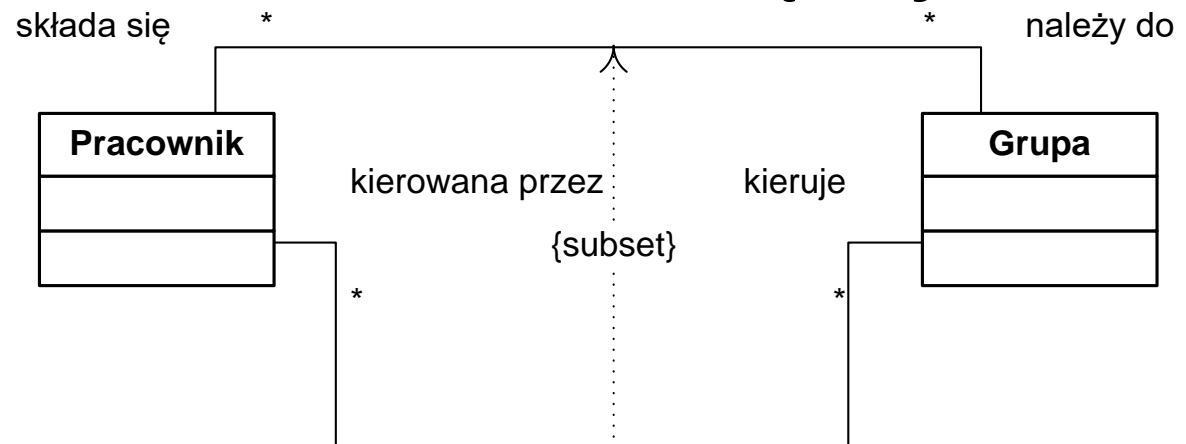 składa się * * należy do
Pracownik Grupa
kierowana przez kieruje
{subset}
* *